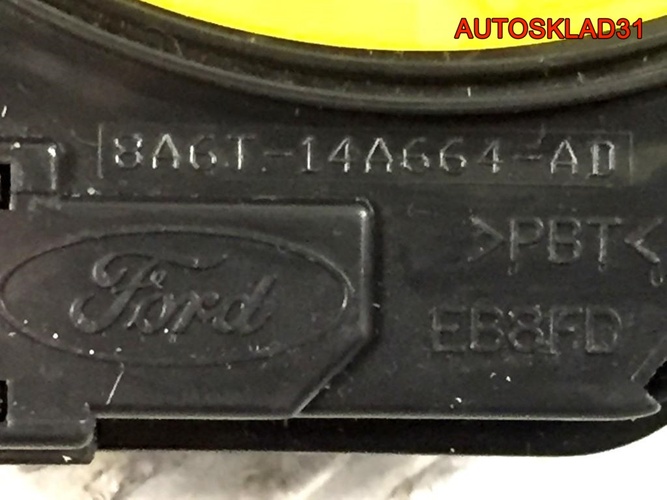 AUTOSKLAD31
8A6T-14A664-AD
>PBT<
Ford
EB8FD